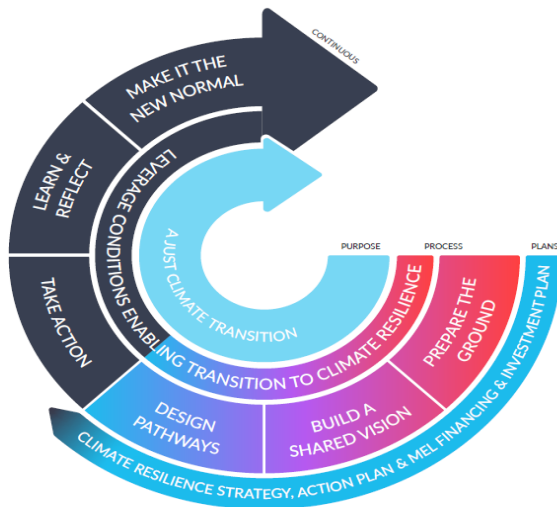 CONTINUOUS
MAKE IT THE
NEW NORMAL
LEARN &
REFLECT
TAKE ACTION
LEVERAGE CONDITIONS ENABLING TRANSITION TO CLIMATE RESILIENCE
A JUST CLIMATE TRANSITION
PURPOSE
PROCESS
PLANS
PREPARE THE
GROUND
BUILD A
SHARED VISION
DESIGN
PATHWAYS
CLIMATE RESILIENCE STRATEGY, ACTION PLAN & MEL FINANCING & INVESTMENT PLAN